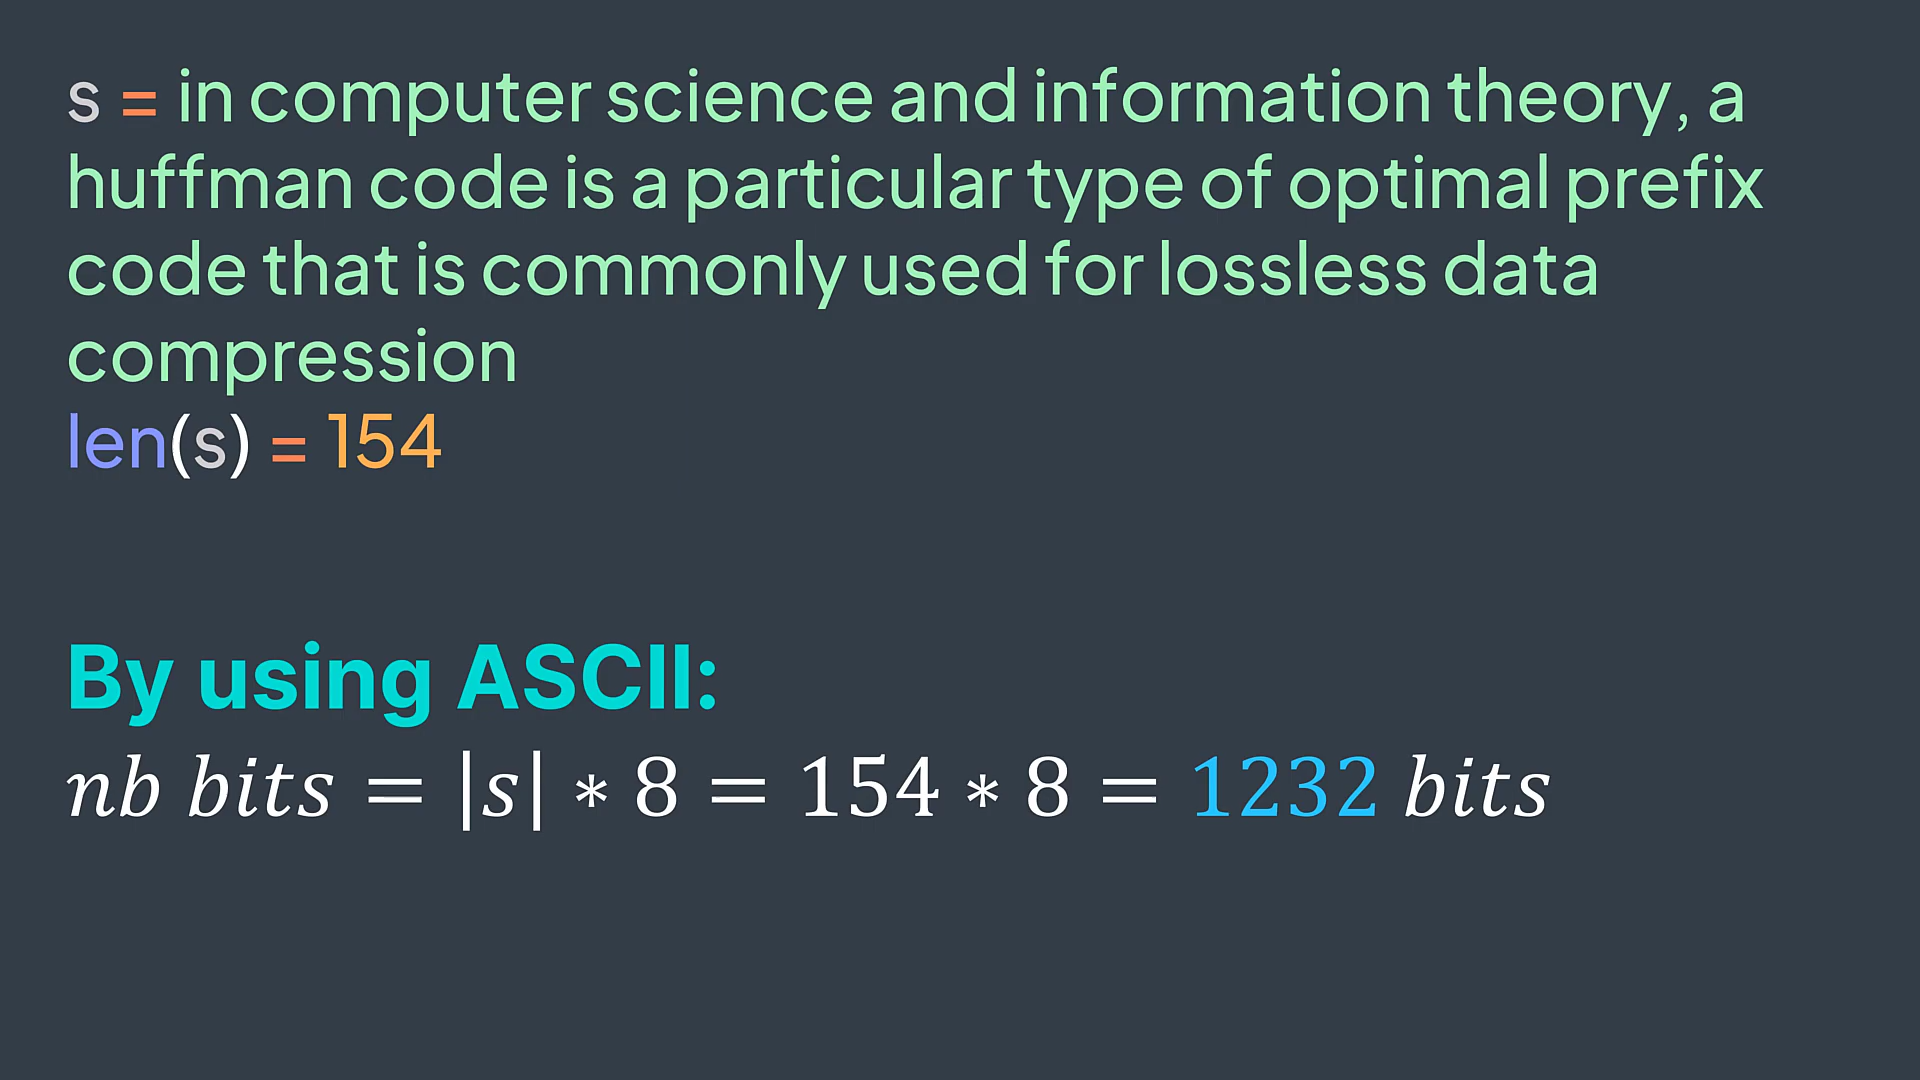 s = in computer science and information theory, a
huffman code is a particular type of optimal prefix
code that is commonly used for lossless data
compression
len(s) = 154
By using ASCII:
nb bits = |s| * 8 = 154 * 8 = 1232 bits